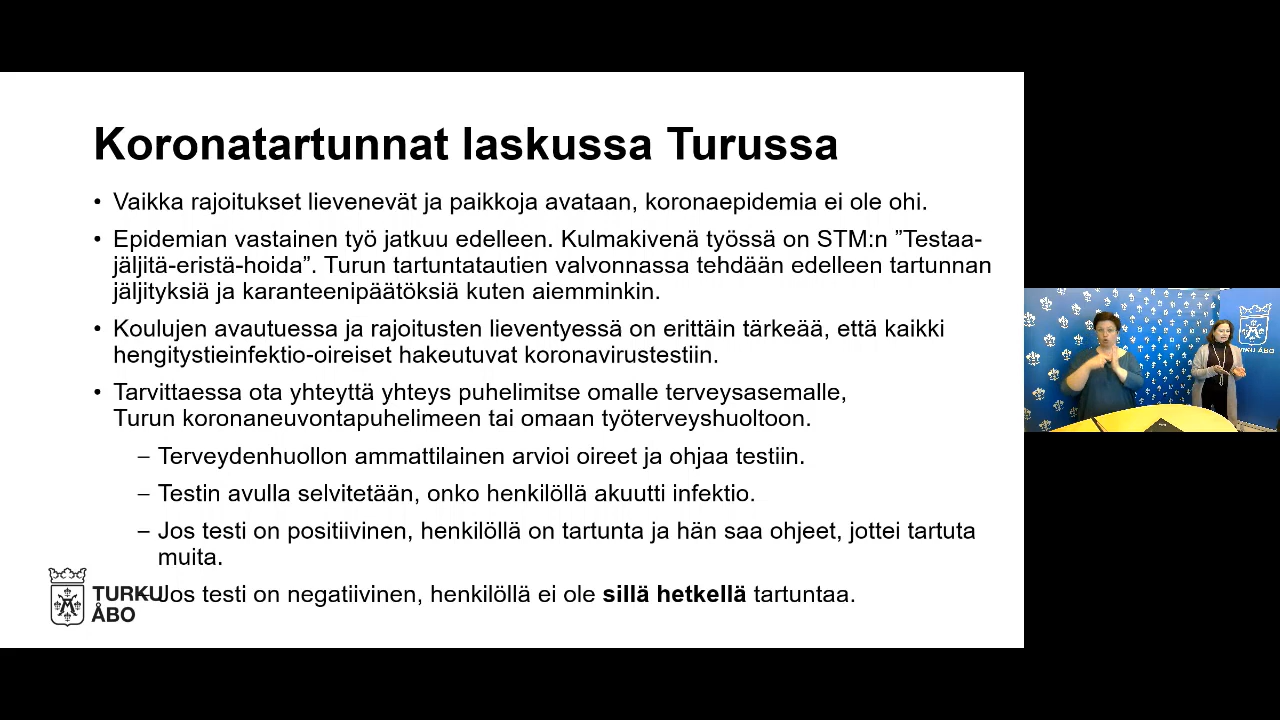 Koronatartunnat laskussa Turussa
• Vaikka rajoitukset lievenevät ja paikkoja avataan, koronaepidemia ei ole ohi.
• Epidemian vastainen työ jatkuu edelleen. Kulmakivenä työssä on STM:n ”Testaa-
jäljitä-eristä-hoida”. Turun tartuntatautien valvonnassa tehdään edelleen tartunnan
jäljityksiä ja karanteenipäätöksiä kuten aiemminkin.
• Koulujen avautuessa ja rajoitusten lieventyessä on erittäin tärkeää, että kaikki
hengitystieinfektio-oireiset hakeutuvat koronavirustestiin.
• Tarvittaessa ota yhteyttä yhteys puhelimitse omalle terveysasemalle,
Turun koronaneuvontapuhelimeen tai omaan työterveyshuoltoon.
– Terveydenhuollon ammattilainen arvioi oireet ja ohjaa testiin.
– Testin avulla selvitetään, onko henkilöllä akuutti infektio.
– Jos testi on positiivinen, henkilöllä on tartunta ja hän saa ohjeet, jottei tartuta
muita.
– Jos testi on negatiivinen, henkilöllä ei ole sillä hetkellä tartuntaa.
TURKU
ÅBO
TURKU ÅBO